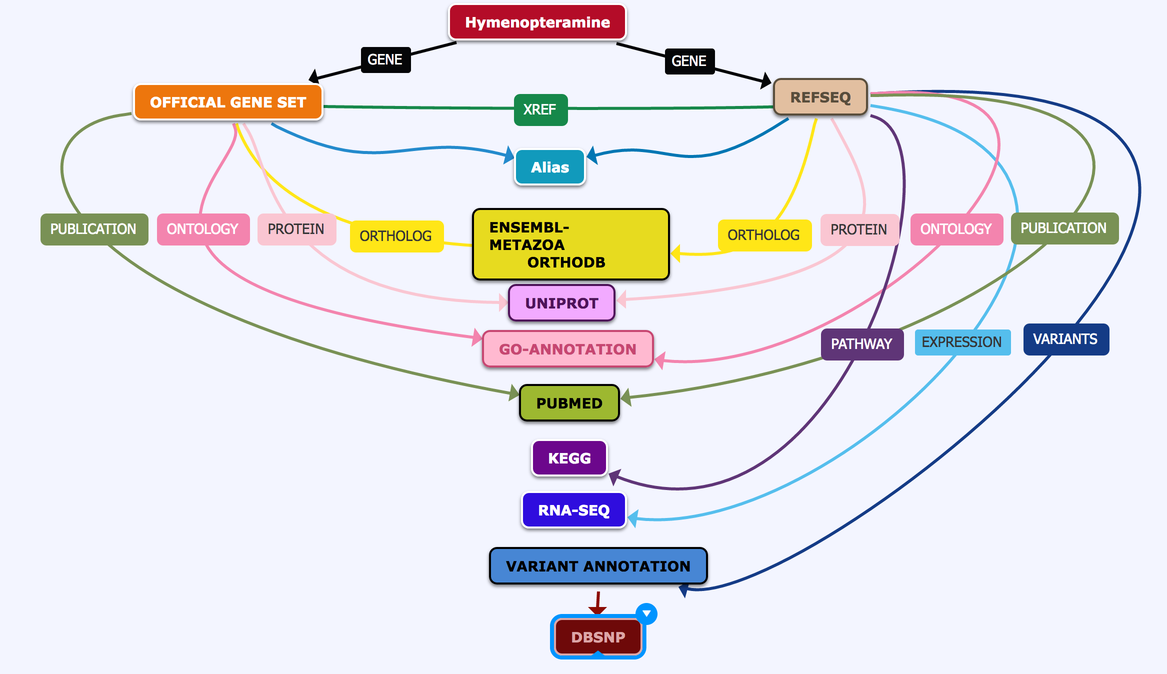 Hymenopteramine
GENE
GENE
OFFICIAL GENE SET
REFSEQ
XREF
Alias
PUBLICATION
ONTOLOGY
PROTEIN
ORTHOLOG
ENSEMBL-
METAZOA
ORTHODB
ORTHOLOG
PROTEIN
ONTOLOGY
PUBLICATION
UNIPROT
GO-ANNOTATION
PATHWAY
EXPRESSION
VARIANTS
PUBMED
KEGG
RNA-SEQ
VARIANT ANNOTATION
DBSNP